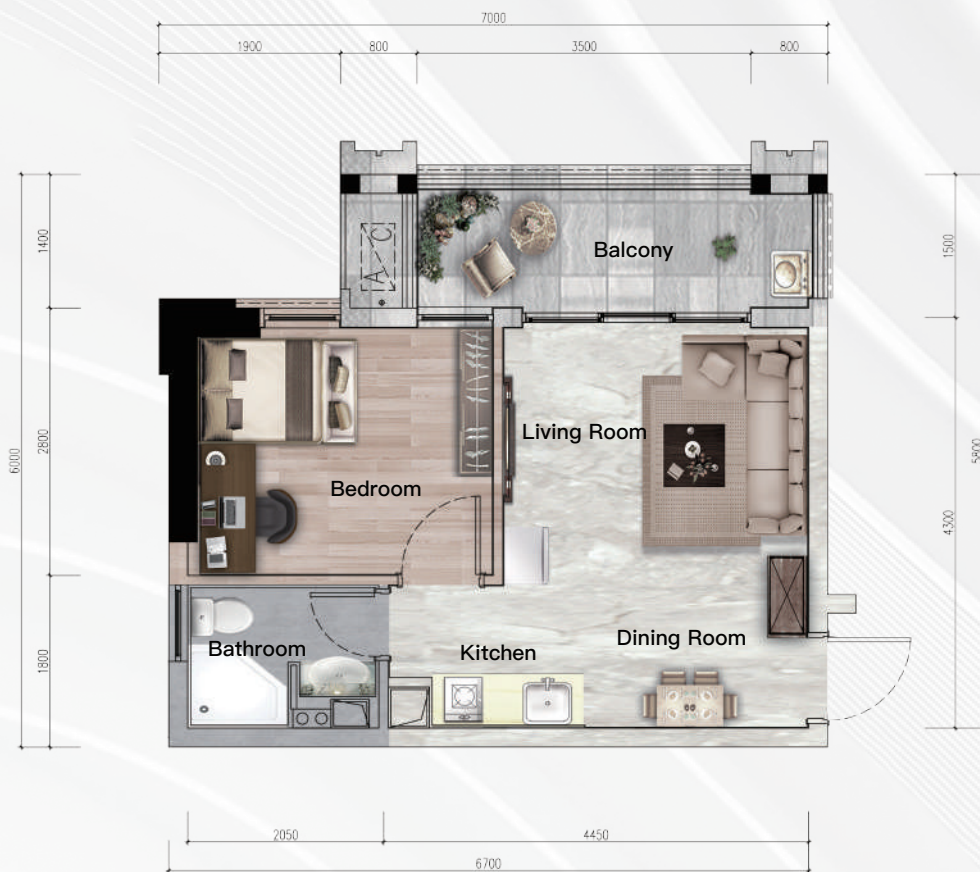 7000
1900
800
3500
800
6000
1400
2800
1800
1500
4300
5800
A/C
Balcony
Living Room
Bedroom
Dining Room
Bathroom
Kitchen
2050
4450
6700